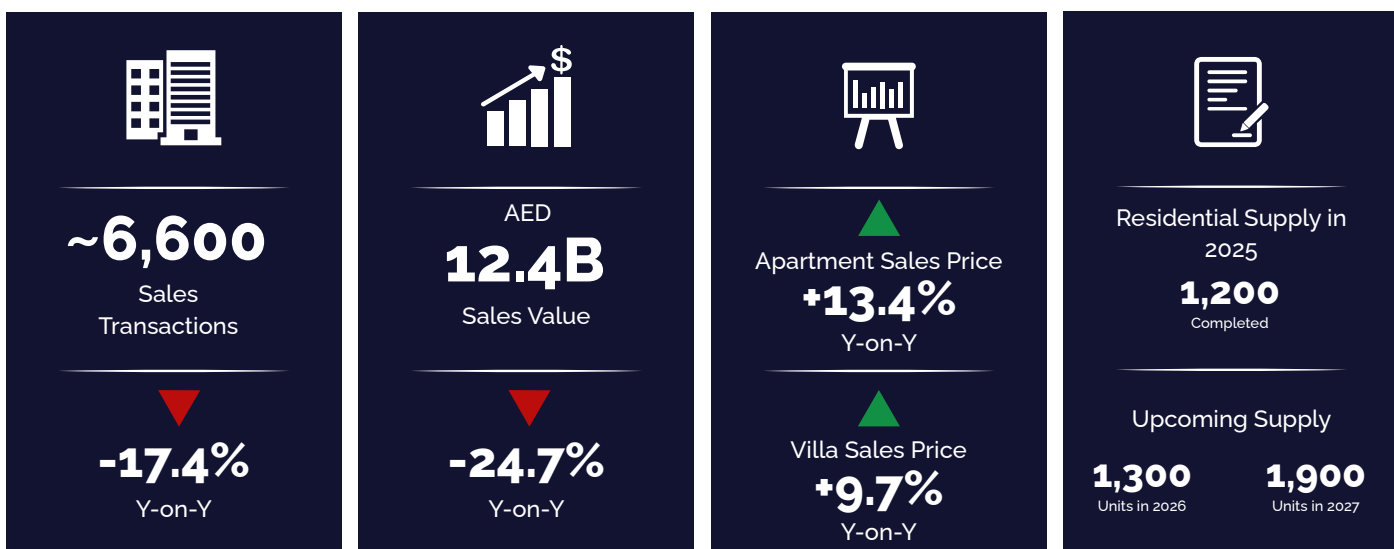 ~6,600
Sales
Transactions
-17.4%
Y-on-Y
$
AED
12.4B
Sales Value
-24.7%
Y-on-Y
Apartment Sales Price
+13.4%
Y-on-Y
Villa Sales Price
+9.7%
Y-on-Y
Residential Supply in
2025
1,200
Completed
Upcoming Supply
1,300
Units in 2026
1,900
Units in 2027